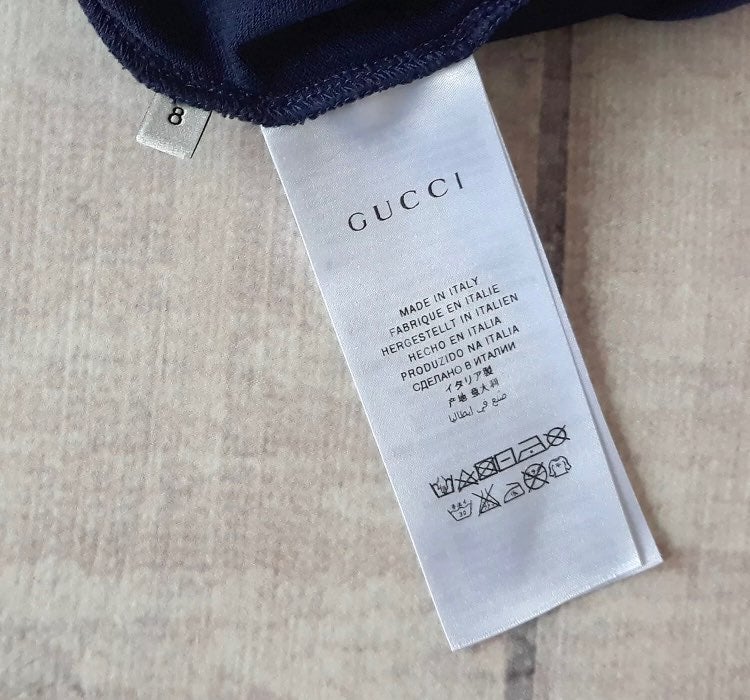 8
GUCCI
MADE IN ITALY
FABRIQUE EN ITALIE
HERGESTELLT IN ITALIEN
HECHO EN ITALIA
PRODUZIDO NA ITALIA
СДЕЛАНО В ИТАЛИИ
イタリア製
产地 意大利
صنع في إيطاليا
30